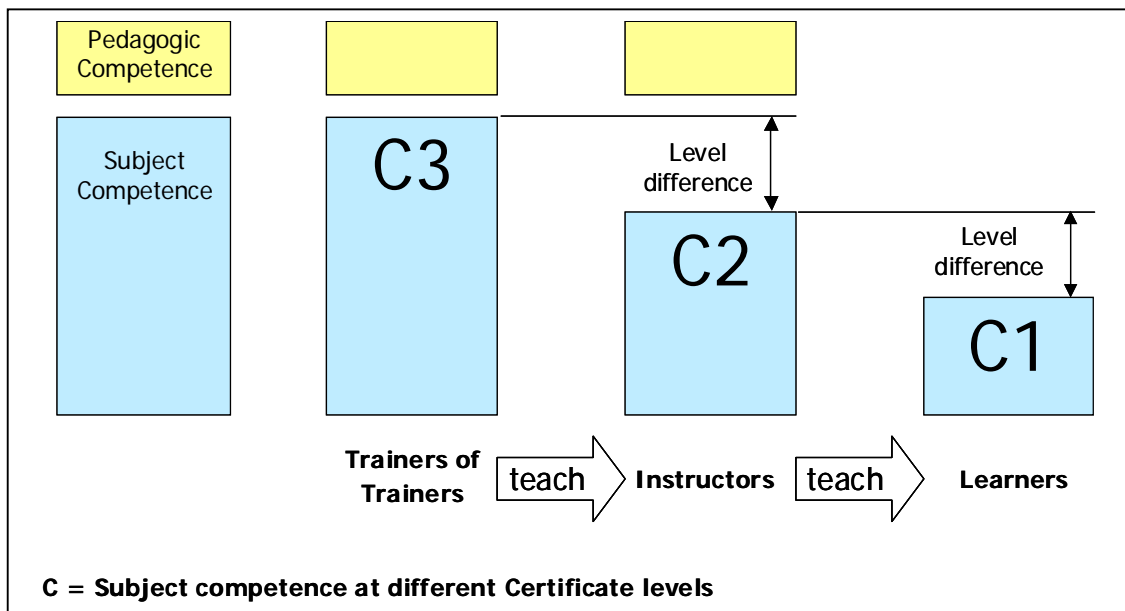 Pedagogic
Competence
Subject
Competence
C3
Level
difference
C2
Level
difference
C1
Trainers of
Trainers
teach
Instructors
teach
Learners
C = Subject competence at different Certificate levels